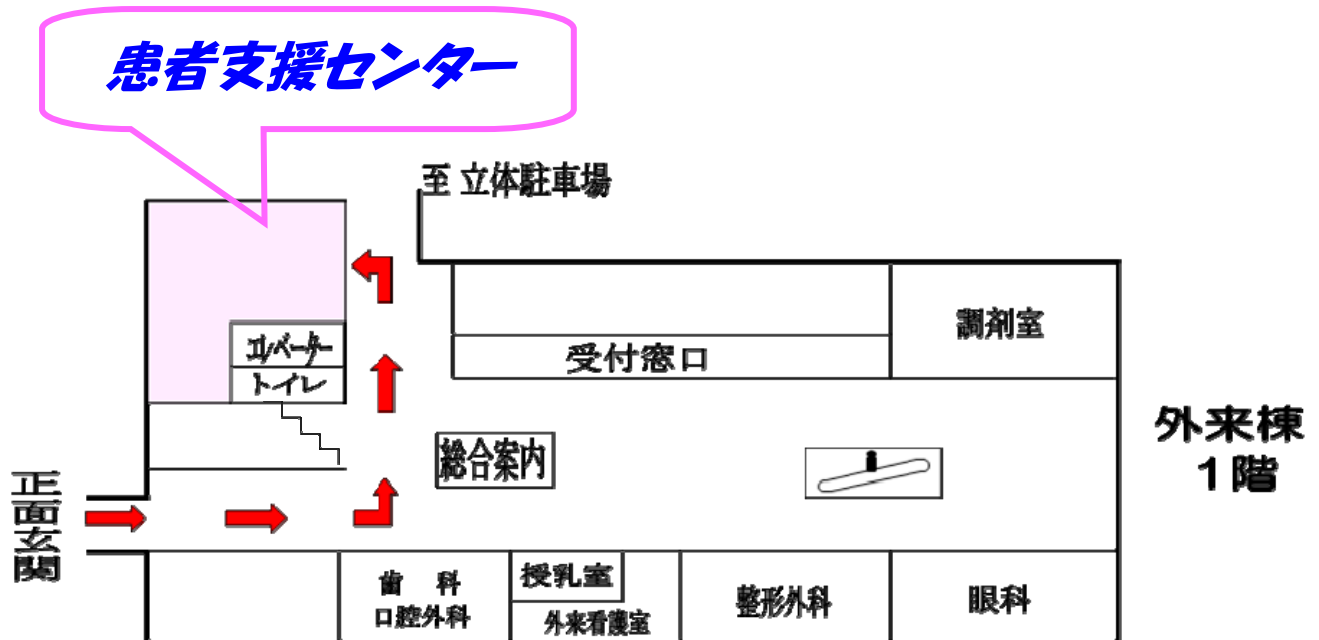 患者支援センター
至 立体駐車場
調剤室
エレベーター
受付窓口
トイレ
外来棟
1階
総合案内
正面玄関
歯　科
口腔外科
授乳室
外来看護室
整形外科
眼科